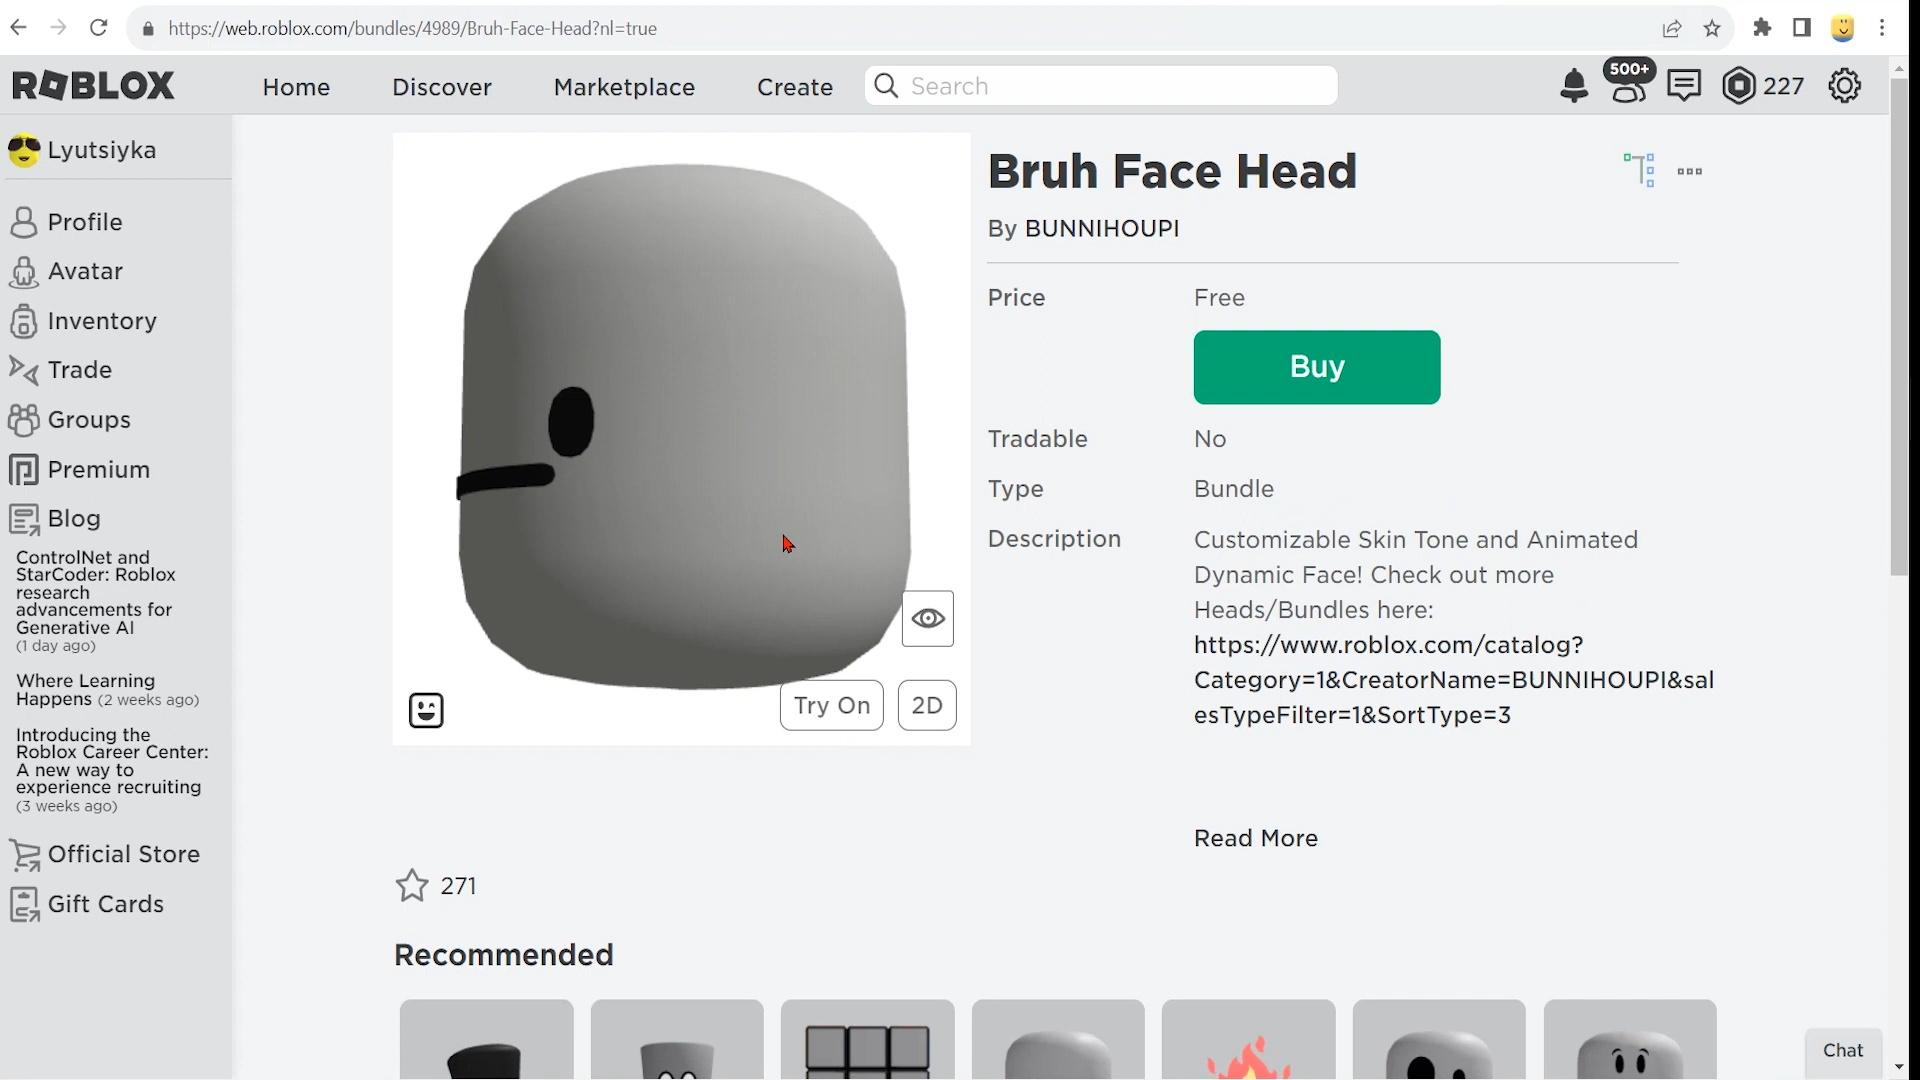 https://web.roblox.com/bundles/4989/Bruh-Face-Head?nl=true
ROBLOX
Home
Discover
Marketplace
Create
Search
500+
227
Lyutsiyka
Profile
Avatar
Inventory
Trade
Groups
Premium
Blog
ControlNet and
StarCoder: Roblox
research
advancements for
Generative AI
(1 day ago)
Where Learning
Happens (2 weeks ago)
Introducing the
Roblox Career Center:
A new way to
experience recruiting
(3 weeks ago)
Official Store
Gift Cards
Try On
2D
Bruh Face Head
By BUNNIHOUPI
Price
Free
Buy
Tradable
No
Type
Bundle
Description
Customizable Skin Tone and Animated
Dynamic Face! Check out more
Heads/Bundles here:
https://www.roblox.com/catalog?
Category=1&CreatorName=BUNNIHOUPI&sal
esTypeFilter=1&SortType=3
Read More
271
Recommended
Chat